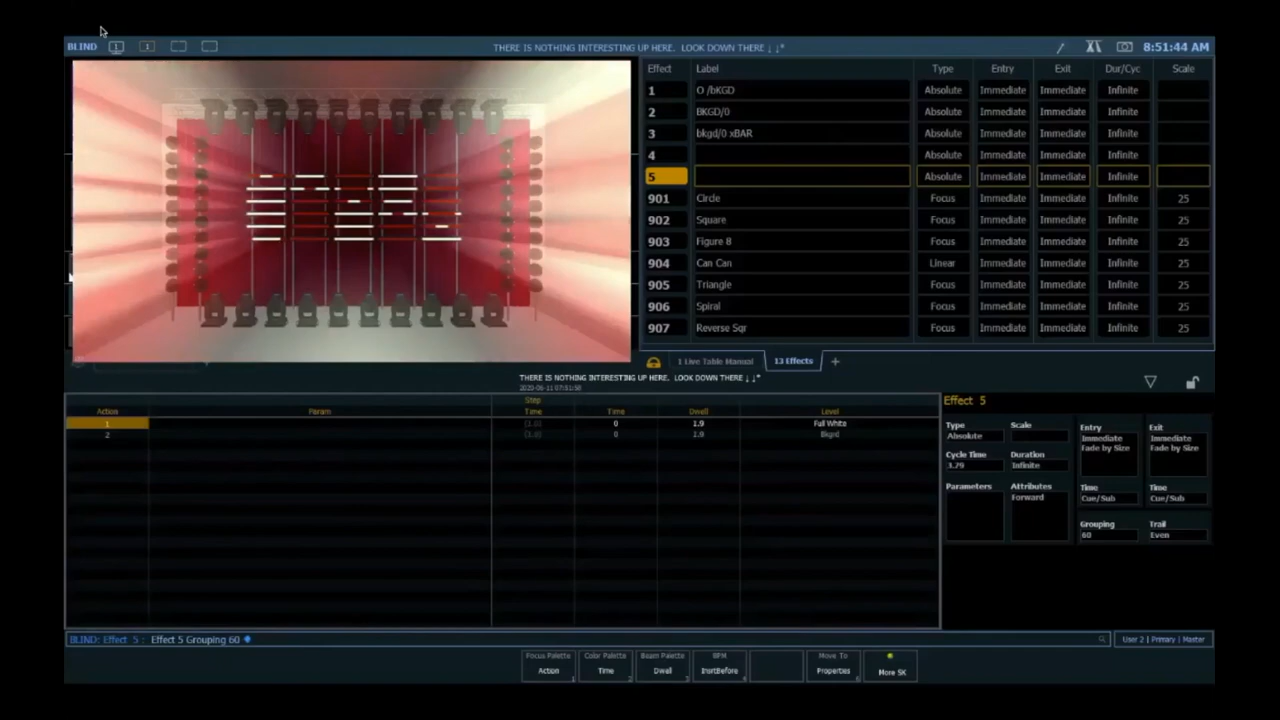 BLIND 1 1 THERE IS NOTHING INTERESTING UP HERE. LOOK DOWN THERE ↓ ↓* 8:51:44 AM
Effect Label Type Entry Exit Dur/Cyc Scale
1 O /bKGD Absolute Immediate Immediate Infinite
2 BKGD/0 Absolute Immediate Immediate Infinite
3 bkgd/0 xBAR Absolute Immediate Immediate Infinite
4 Absolute Immediate Immediate Infinite
5 Absolute Immediate Immediate Infinite
901 Circle Focus Immediate Immediate Infinite 25
902 Square Focus Immediate Immediate Infinite 25
903 Figure 8 Focus Immediate Immediate Infinite 25
904 Can Can Linear Immediate Immediate Infinite 25
905 Triangle Focus Immediate Immediate Infinite 25
906 Spiral Focus Immediate Immediate Infinite 25
907 Reverse Sqr Focus Immediate Immediate Infinite 25
1 Live Table Manual 13 Effects +
THERE IS NOTHING INTERESTING UP HERE. LOOK DOWN THERE ↓ ↓*
Step
Action Param Time Time Dwell Level
1 0 1.9 Full White
2 0 1.9 Bkgrd
Effect 5
Type Scale Entry Exit
Absolute Immediate Immediate
Fade by Size Fade by Size
Cycle Time Duration
3.79 Infinite
Parameters Attributes Time Time
Forward Cue/Sub Cue/Sub
Grouping Trail
60 Even
BLIND: Effect 5 : Effect 5 Grouping 60
User 2 | Primary | Master
Focus Palette Color Palette Beam Palette BPM Move To
Action Time Dwell InsrtBefore Properties More SK